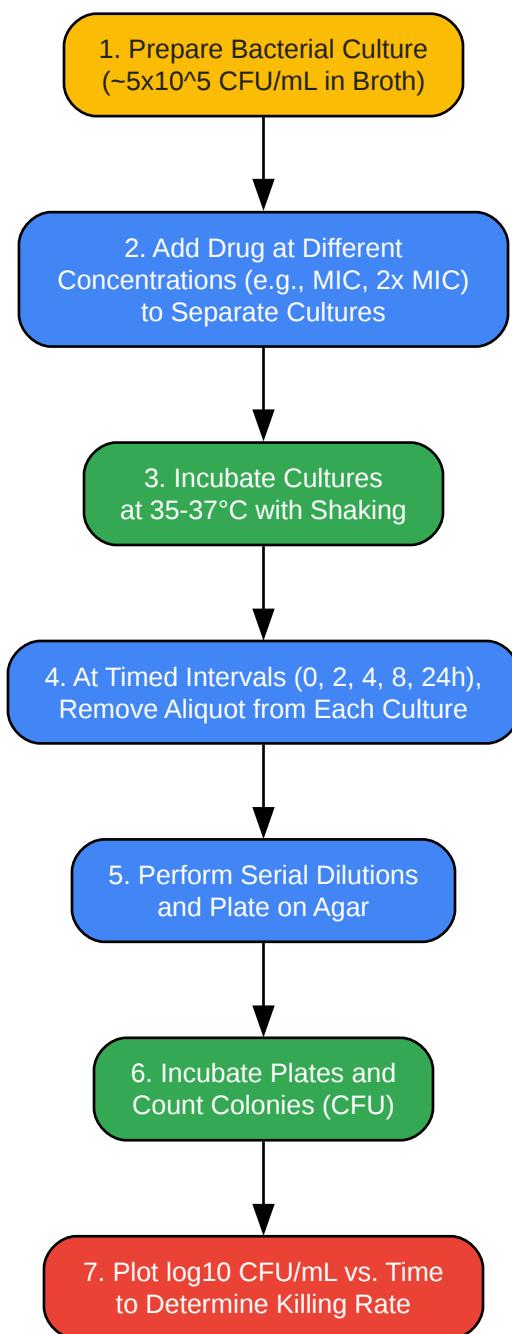 1. Prepare Bacterial Culture
(~5x10^5 CFU/mL in Broth)
2. Add Drug at Different
Concentrations (e.g., MIC, 2x MIC)
to Separate Cultures
3. Incubate Cultures
at 35-37°C with Shaking
4. At Timed Intervals (0, 2, 4, 8, 24h),
Remove Aliquot from Each Culture
5. Perform Serial Dilutions
and Plate on Agar
6. Incubate Plates and
Count Colonies (CFU)
7. Plot log10 CFU/mL vs. Time
to Determine Killing Rate